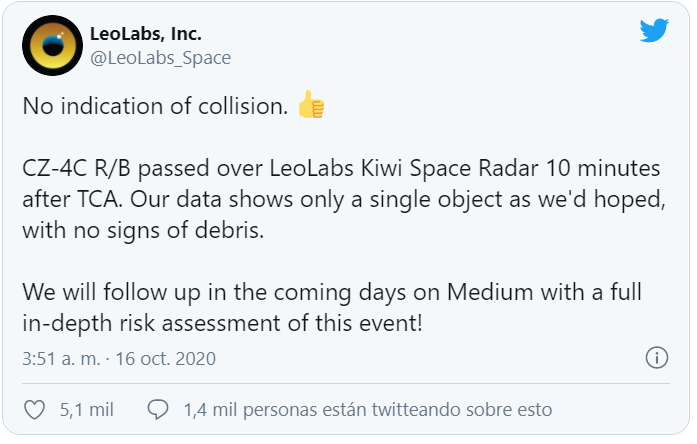 LeoLabs, Inc.
@LeoLabs_Space
No indication of collision. 👍
CZ-4C R/B passed over LeoLabs Kiwi Space Radar 10 minutes
after TCA. Our data shows only a single object as we'd hoped,
with no signs of debris.
We will follow up in the coming days on Medium with a full
in-depth risk assessment of this event!
3:51 a. m. · 16 oct. 2020
5,1 mil 1,4 mil personas están twitteando sobre esto